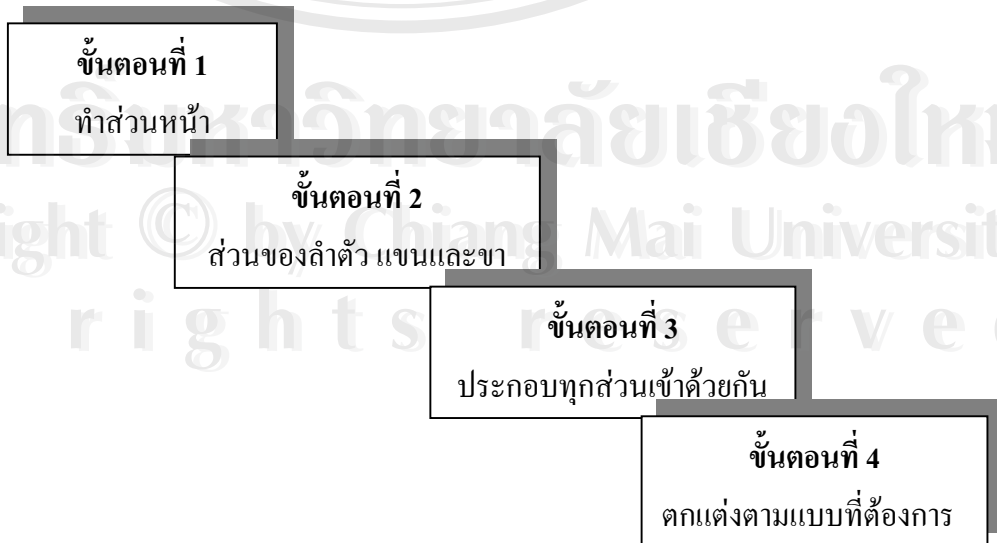 ขั้นตอนที่ 1
ทำส่วนหน้า
ขั้นตอนที่ 2
ส่วนของลำตัว แขนและขา
ขั้นตอนที่ 3
ประกอบทุกส่วนเข้าด้วยกัน
ขั้นตอนที่ 4
ตกแต่งตามแบบที่ต้องการ
© by Chiang Mai
rights